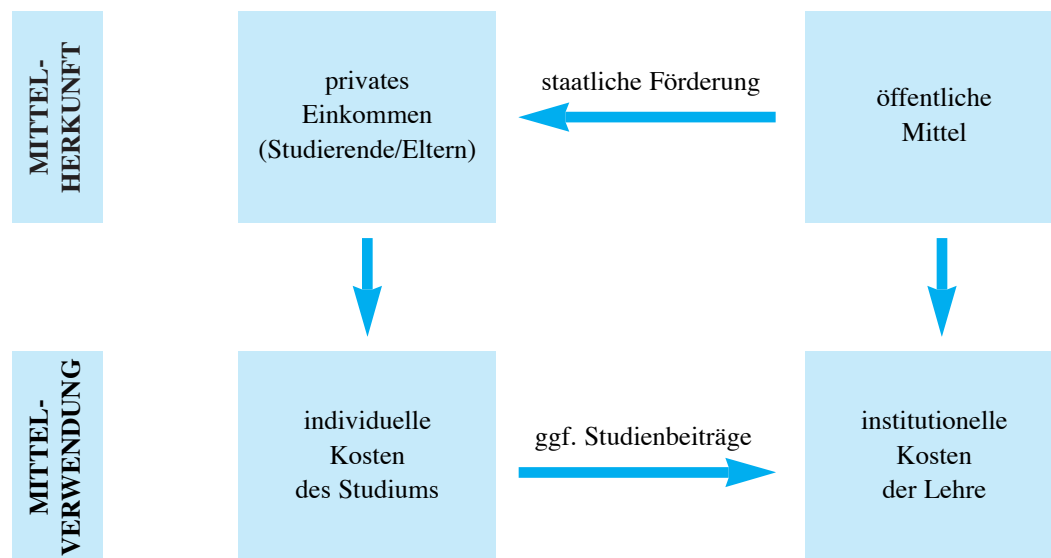 MITTEL-
HERKUNFT
privates
Einkommen
(Studierende/Eltern)
staatliche Förderung
öffentliche
Mittel
MITTEL-
VERWENDUNG
individuelle
Kosten
des Studiums
ggf. Studienbeiträge
institutionelle
Kosten
der Lehre